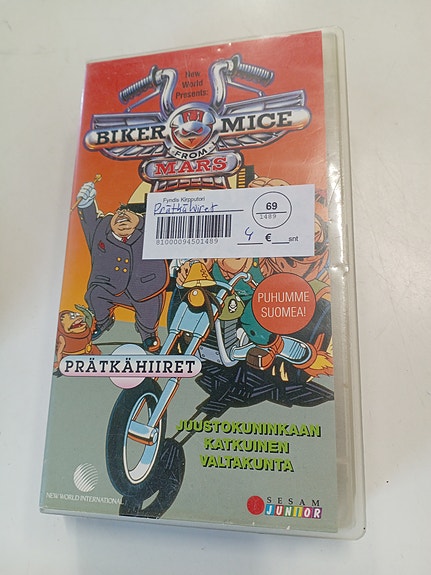 New
World
Presents:
BIKER MICE
FROM
MARS
Fyndis Kirpputori
Prätkähiiret
81000094501489
69
1489
4 € snt
PUHUMME
SUOMEA!
PRÄTKÄHIIRET
JUUSTOKUNINKAAN
KATKUINEN
VALTAKUNTA
NEW WORLD INTERNATIONAL
SESAM
JUNIOR